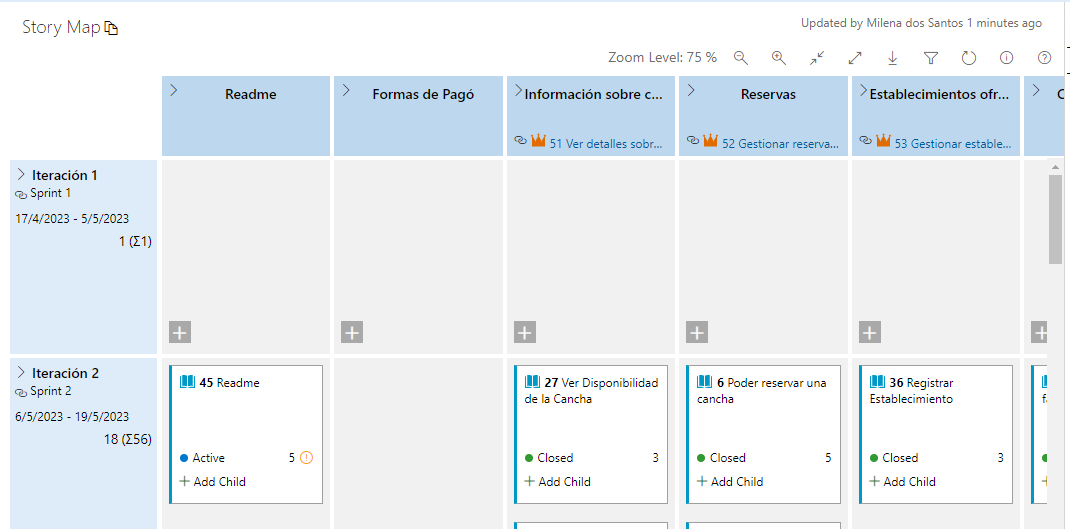 Story Map
Updated by Milena dos Santos 1 minutes ago
Zoom Level: 75 %
Readme
Formas de Pagó
Información sobre c...
51 Ver detalles sobr...
Reservas
52 Gestionar reserva...
Establecimientos ofr...
53 Gestionar estable...
Iteración 1
Sprint 1
17/4/2023 - 5/5/2023
1 (Σ1)
Iteración 2
Sprint 2
6/5/2023 - 19/5/2023
18 (Σ56)
45 Readme
Active 5
+ Add Child
27 Ver Disponibilidad
de la Cancha
Closed 3
+ Add Child
6 Poder reservar una
cancha
Closed 5
+ Add Child
36 Registrar
Establecimiento
Closed 3
+ Add Child